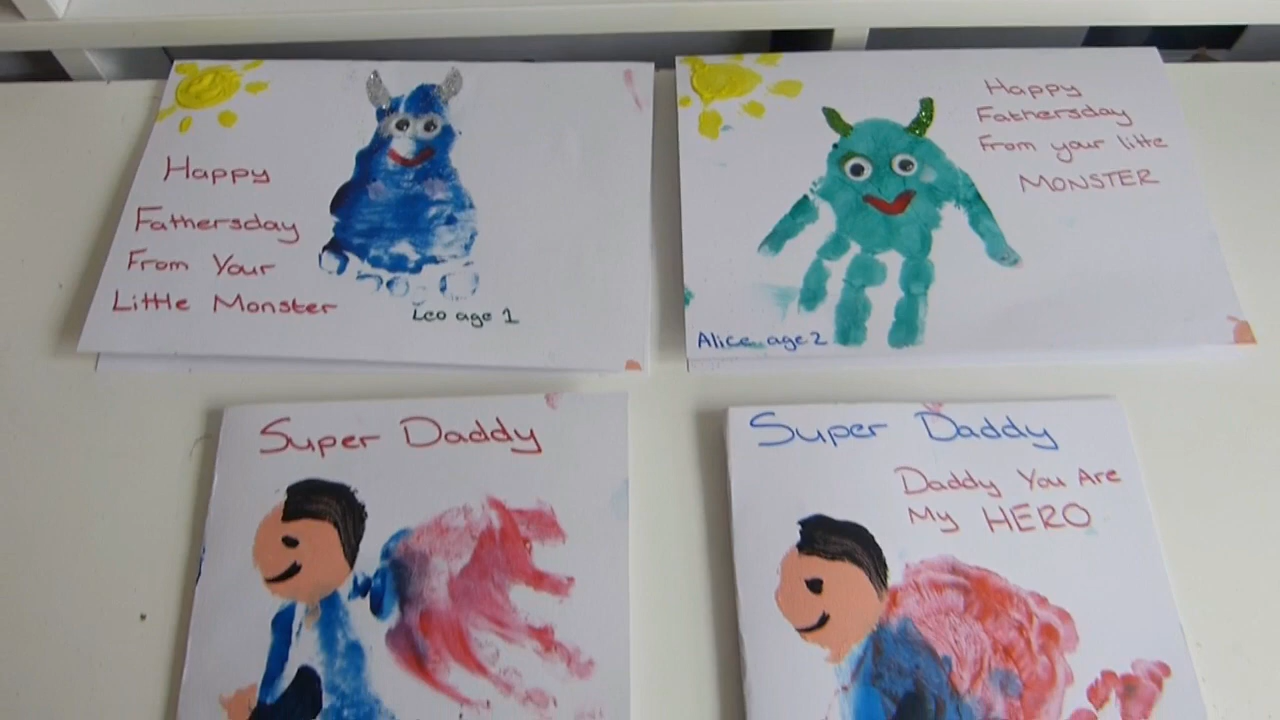 Happy
Fathersday
From Your
Little Monster
Leo age 1
Happy
Fathersday
From your litte
MONSTER
Alice age 2
Super Daddy
Super Daddy
Daddy You Are
My HERO